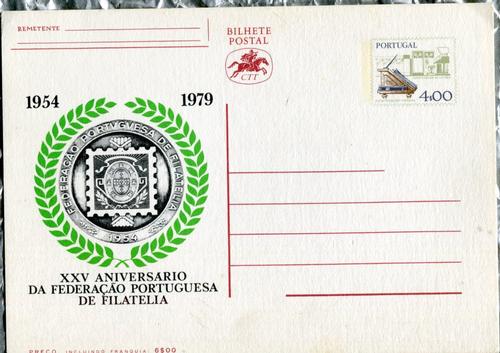 REMETENTE
BILHETE
POSTAL
CTT
PORTUGAL
4$00
1954 1979
FEDERAÇÃO PORTUGUESA DE FILATELIA
1954
XXV ANIVERSARIO
DA FEDERAÇÃO PORTUGUESA
DE FILATELIA
PREÇO INCLUINDO FRANQUIA: 6$00